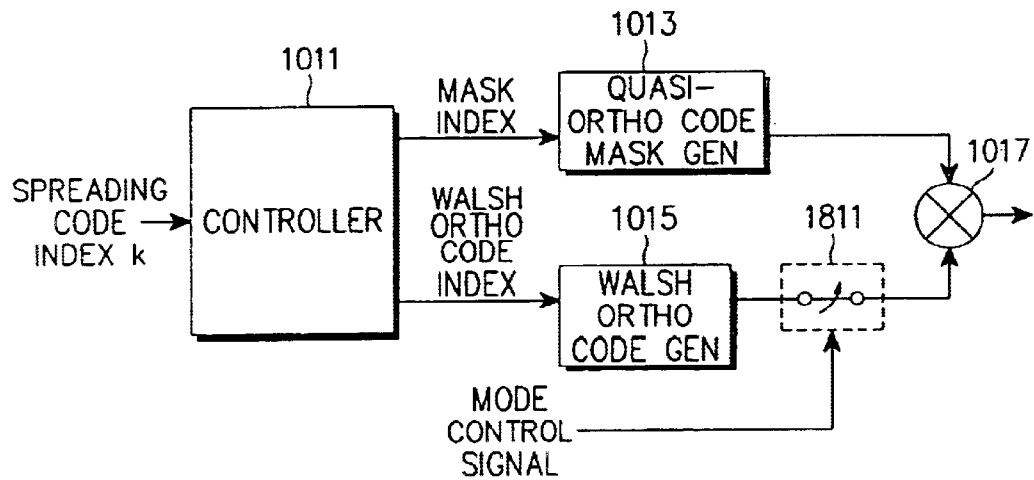 1011
1013
MASK
INDEX
QUASI-
ORTHO CODE
MASK GEN
1017
SPREADING
CODE
INDEX k
CONTROLLER
WALSH
ORTHO
CODE
INDEX
1015
1811
WALSH
ORTHO
CODE GEN
MODE
CONTROL
SIGNAL